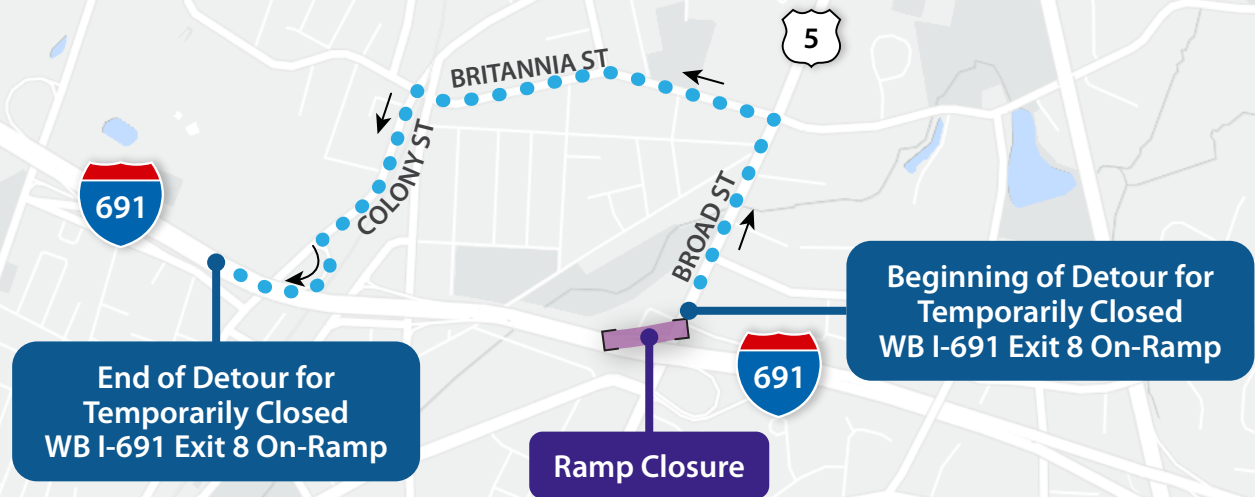 5
BRITANNIA ST
COLONY ST
BROAD ST
691
Beginning of Detour for
Temporarily Closed
WB I-691 Exit 8 On-Ramp
End of Detour for
Temporarily Closed
WB I-691 Exit 8 On-Ramp
691
Ramp Closure